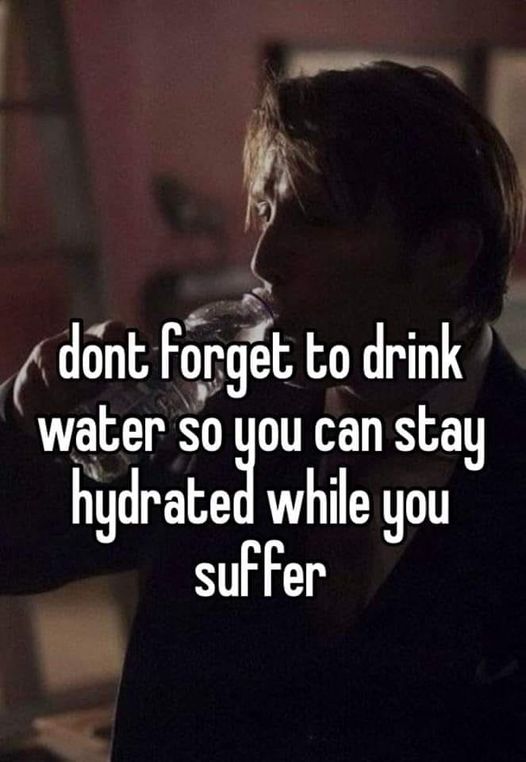 dont forget to drink
water so you can stay
hydrated while you
suffer